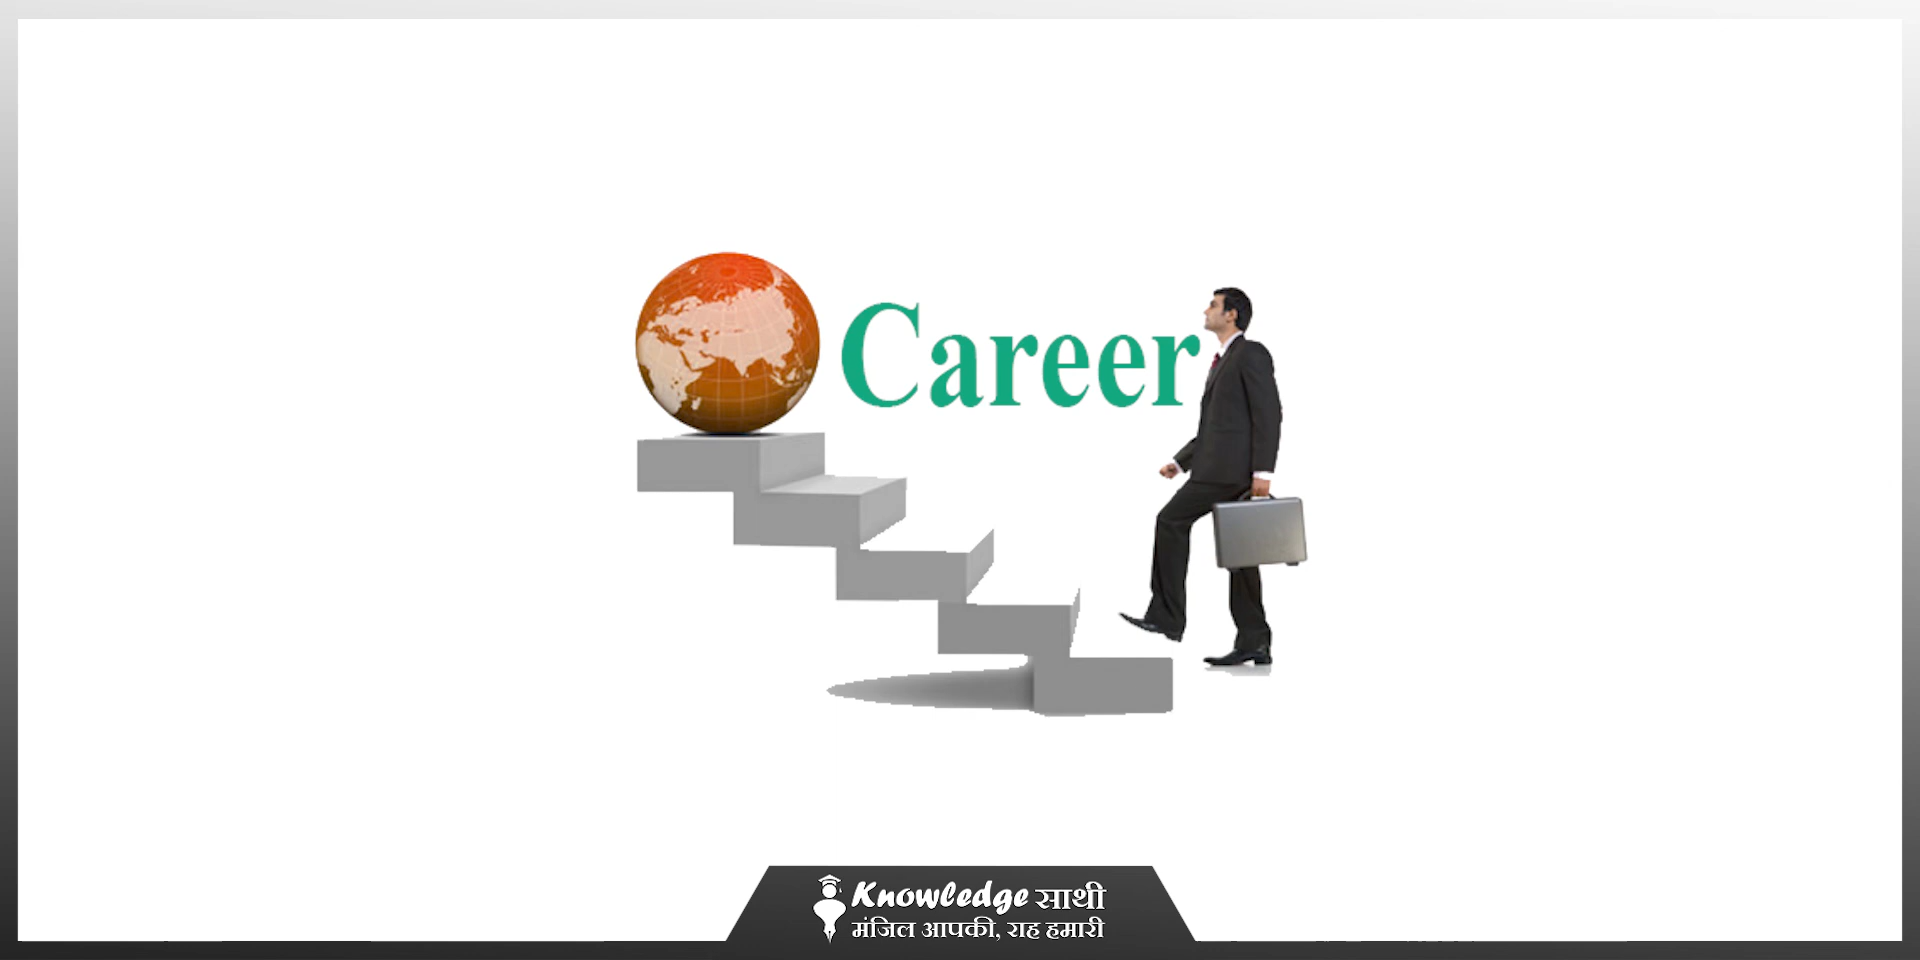 Career
Knowledge साथी
मंजिल आपकी, राह हमारी